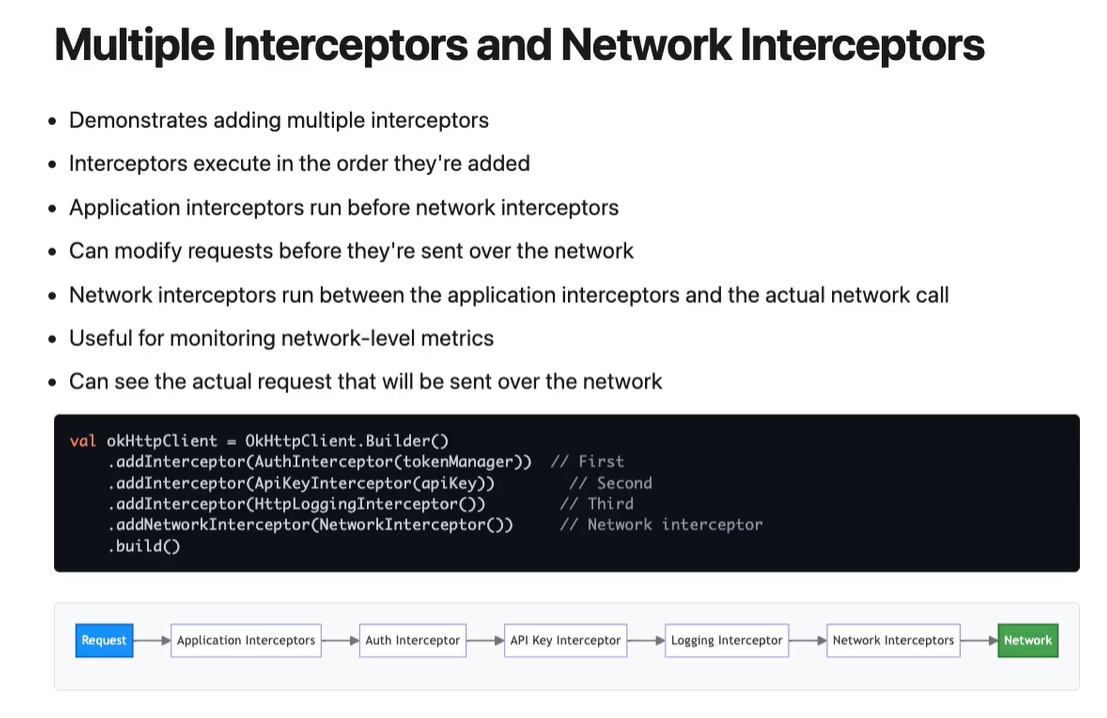 Multiple Interceptors and Network Interceptors
• Demonstrates adding multiple interceptors
• Interceptors execute in the order they're added
• Application interceptors run before network interceptors
• Can modify requests before they're sent over the network
• Network interceptors run between the application interceptors and the actual network call
• Useful for monitoring network-level metrics
• Can see the actual request that will be sent over the network
val okHttpClient = OkHttpClient.Builder()
    .addInterceptor(AuthInterceptor(tokenManager))  // First
    .addInterceptor(ApiKeyInterceptor(apiKey))        // Second
    .addInterceptor(HttpLoggingInterceptor())        // Third
    .addNetworkInterceptor(NetworkInterceptor())     // Network interceptor
    .build()
Request
Application Interceptors
Auth Interceptor
API Key Interceptor
Logging Interceptor
Network Interceptors
Network